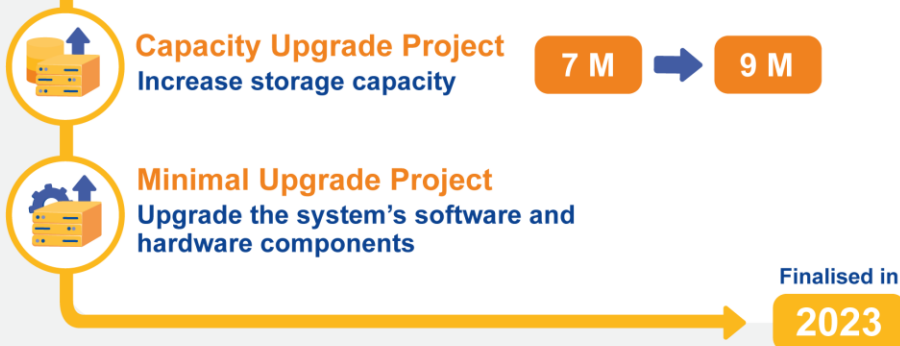 Capacity Upgrade Project
Increase storage capacity
7 M
9 M
Minimal Upgrade Project
Upgrade the system's software and
hardware components
Finalised in
2023